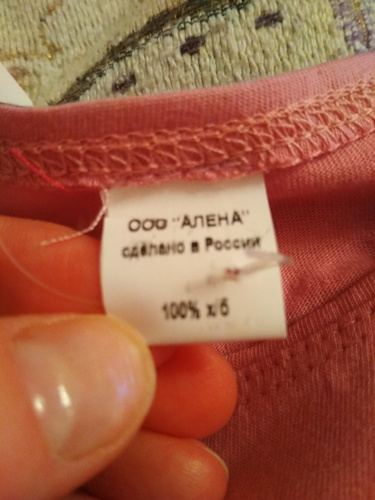 ООО "АЛЕНА"
сделано в России
100% х/б